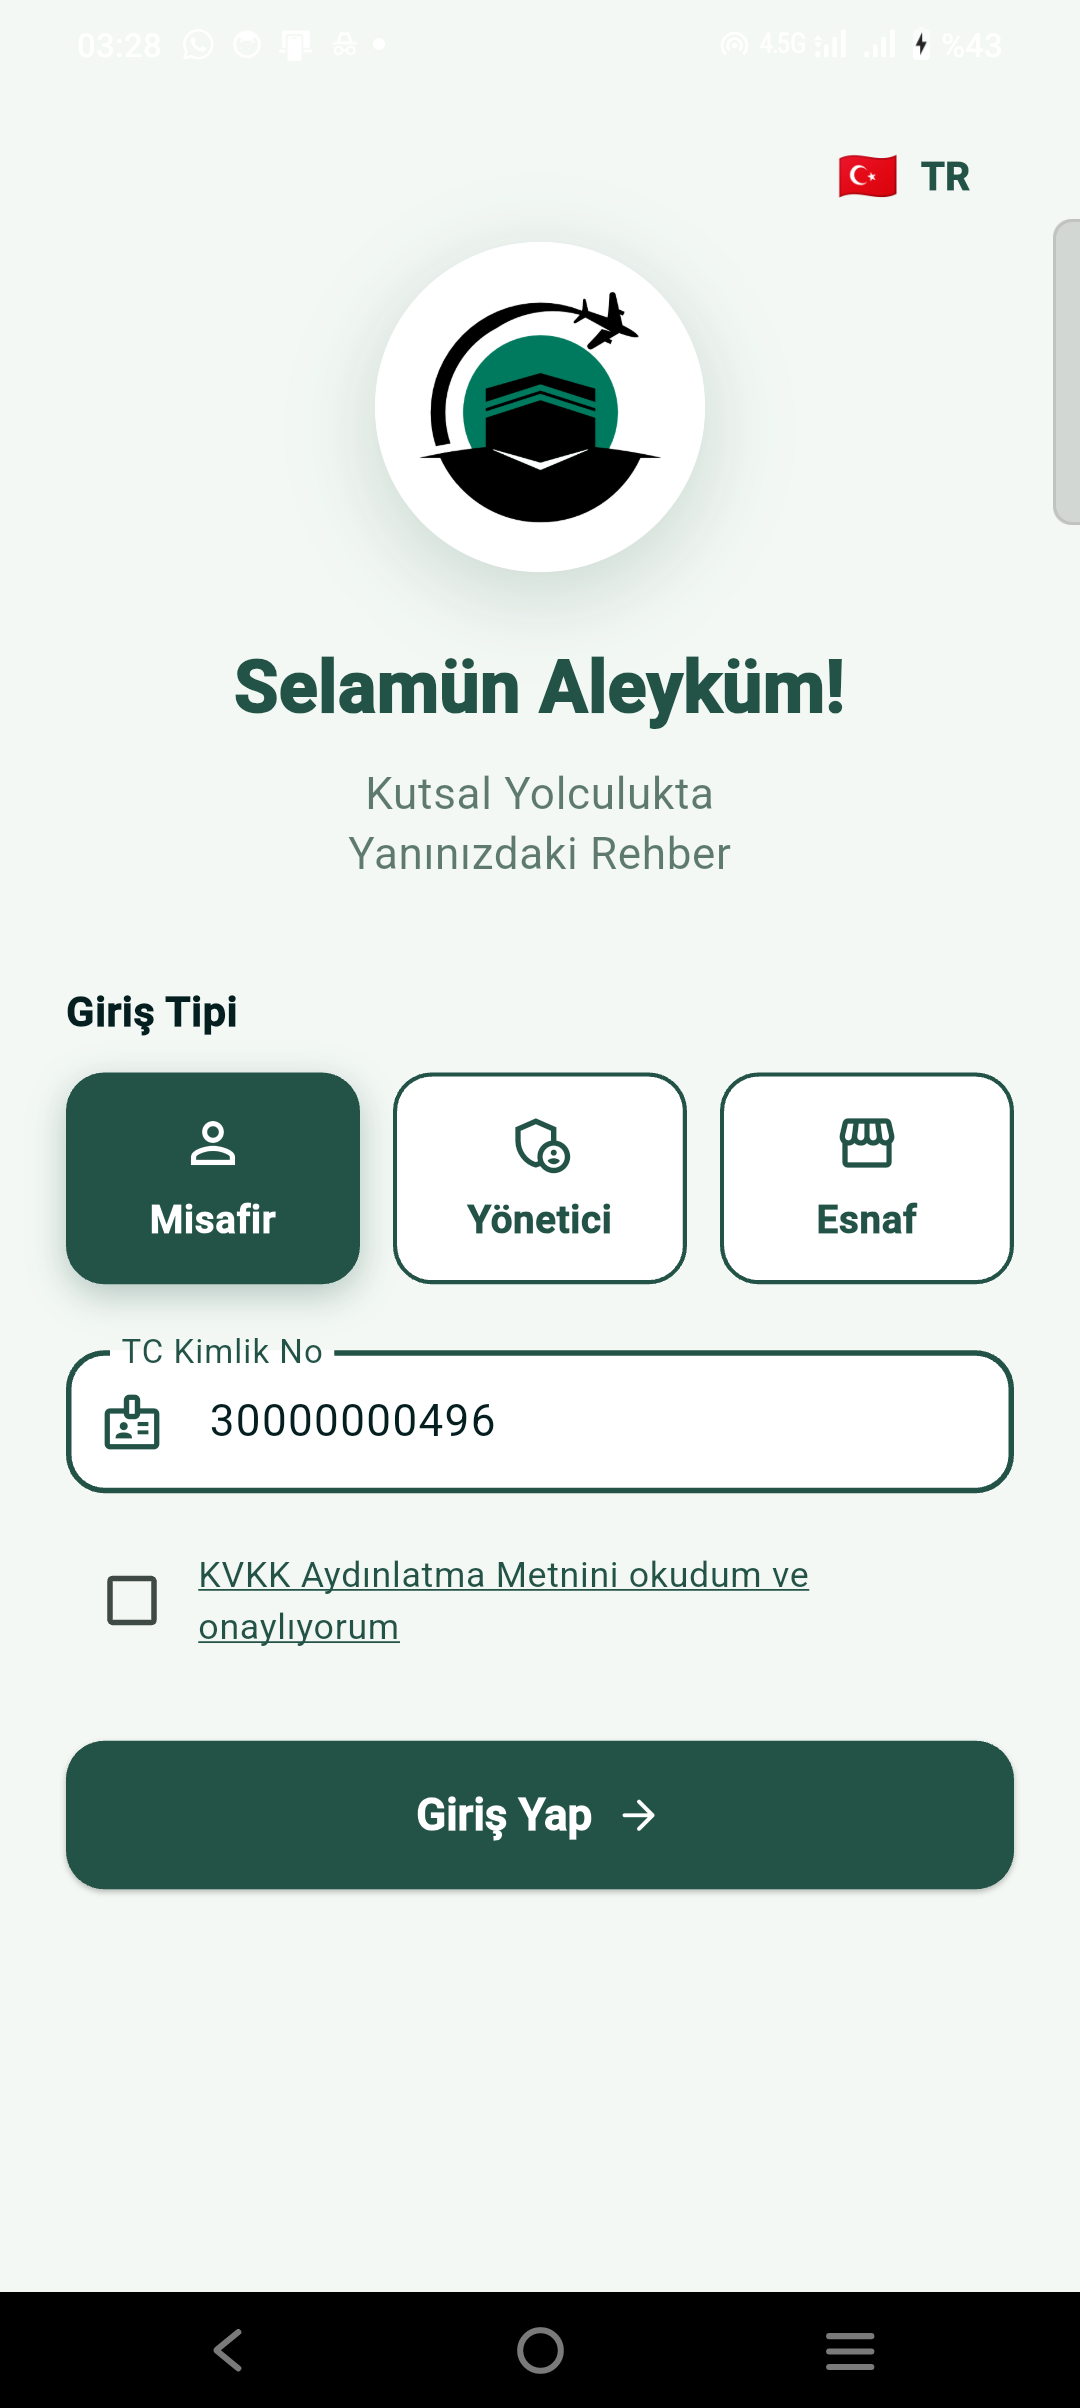 03:28 4.5G %43
TR
Selamün Aleyküm!
Kutsal Yolculukta
Yanınızdaki Rehber
Giriş Tipi
Misafir Yönetici Esnaf
TC Kimlik No
30000000496
KVKK Aydınlatma Metnini okudum ve
onaylıyorum
Giriş Yap